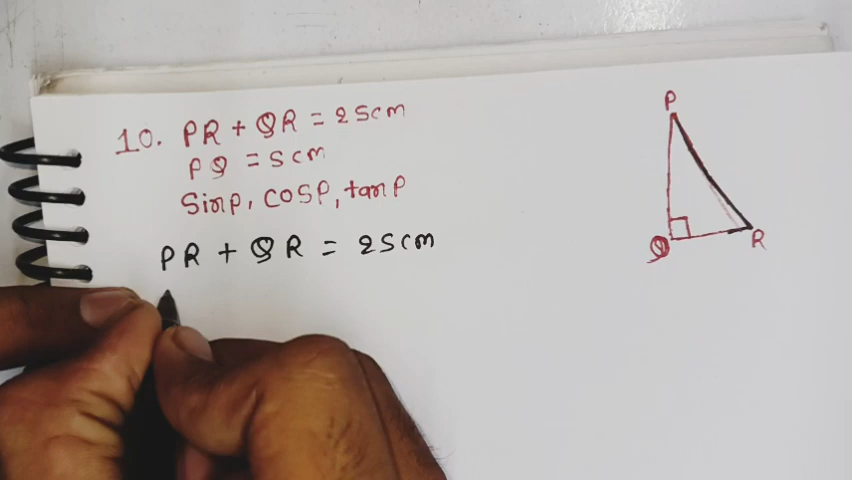 10. PR + QR = 25cm
PQ = 5cm
Sinp, cosp, tanp
PR + QR = 25cm
P
Q
R